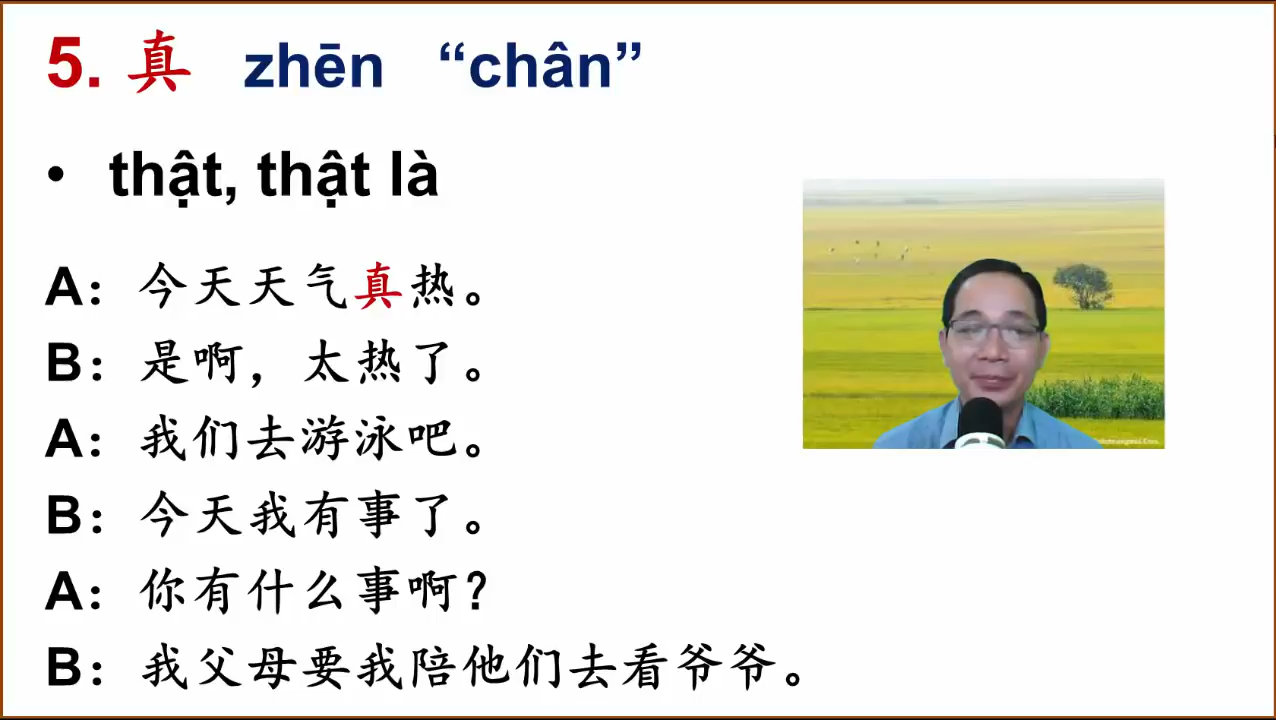 5. 真 zhēn “chân”
• thật, thật là
A：今天天气真热。
B：是啊，太热了。
A：我们去游泳吧。
B：今天我有事了。
A：你有什么事啊？
B：我父母要我陪他们去看爷爷。